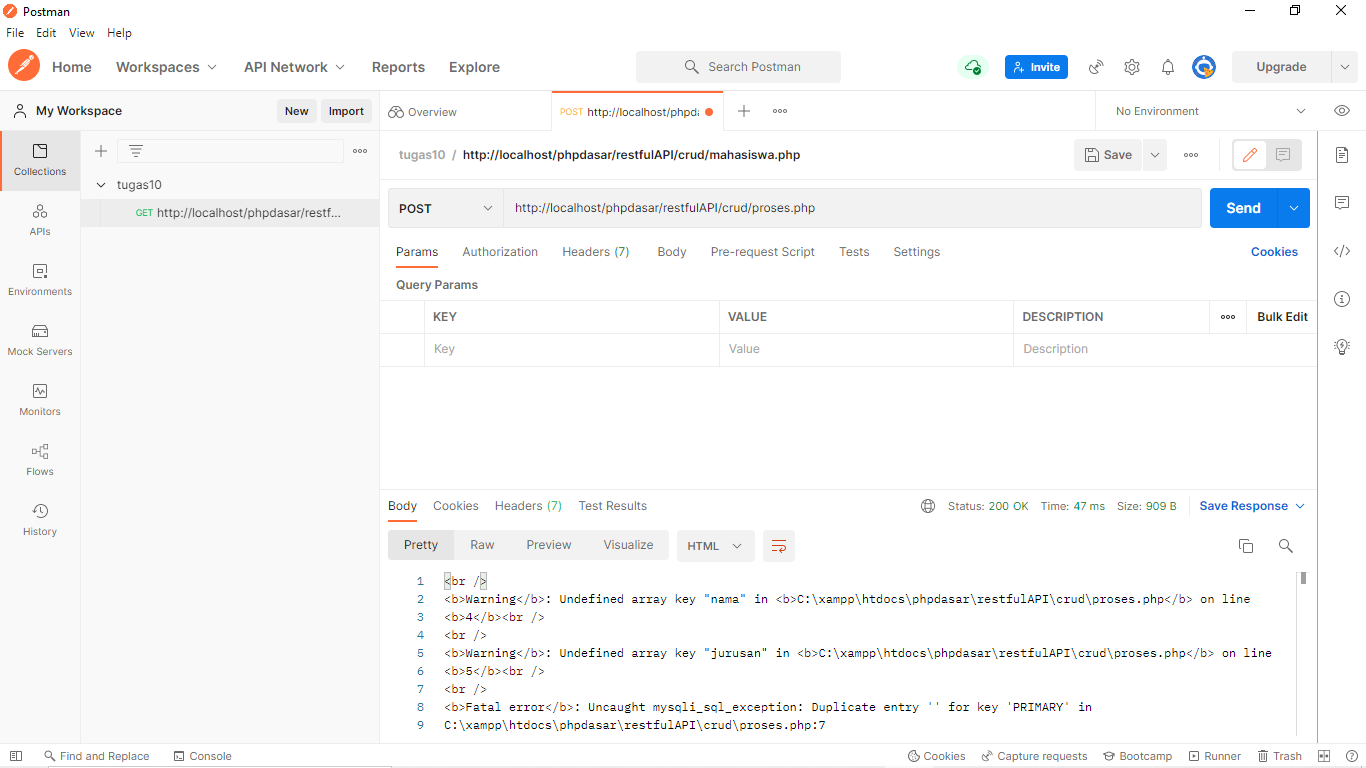 Postman
File Edit View Help
Home Workspaces API Network Reports Explore Search Postman Invite Upgrade
My Workspace New Import Overview POST http://localhost/phpda No Environment
Collections
tugas10
GET http://localhost/phpdasar/restf...
APIs
Environments
Mock Servers
Monitors
Flows
History
tugas10 / http://localhost/phpdasar/restfulAPI/crud/mahasiswa.php Save
POST http://localhost/phpdasar/restfulAPI/crud/proses.php Send
Params Authorization Headers (7) Body Pre-request Script Tests Settings Cookies
Query Params
KEY VALUE DESCRIPTION Bulk Edit
Key Value Description
Body Cookies Headers (7) Test Results Status: 200 OK Time: 47 ms Size: 909 B Save Response
Pretty Raw Preview Visualize HTML
1 <br />
2 <b>Warning</b>: Undefined array key "nama" in <b>C:\xampp\htdocs\phpdasar\restfulAPI\crud\proses.php</b> on line
3 <b>4</b><br />
4 <br />
5 <b>Warning</b>: Undefined array key "jurusan" in <b>C:\xampp\htdocs\phpdasar\restfulAPI\crud\proses.php</b> on line
6 <b>5</b><br />
7 <br />
8 <b>Fatal error</b>: Uncaught mysqli_sql_exception: Duplicate entry '' for key 'PRIMARY' in
9 C:\xampp\htdocs\phpdasar\restfulAPI\crud\proses.php:7
Find and Replace Console Cookies Capture requests Bootcamp Runner Trash